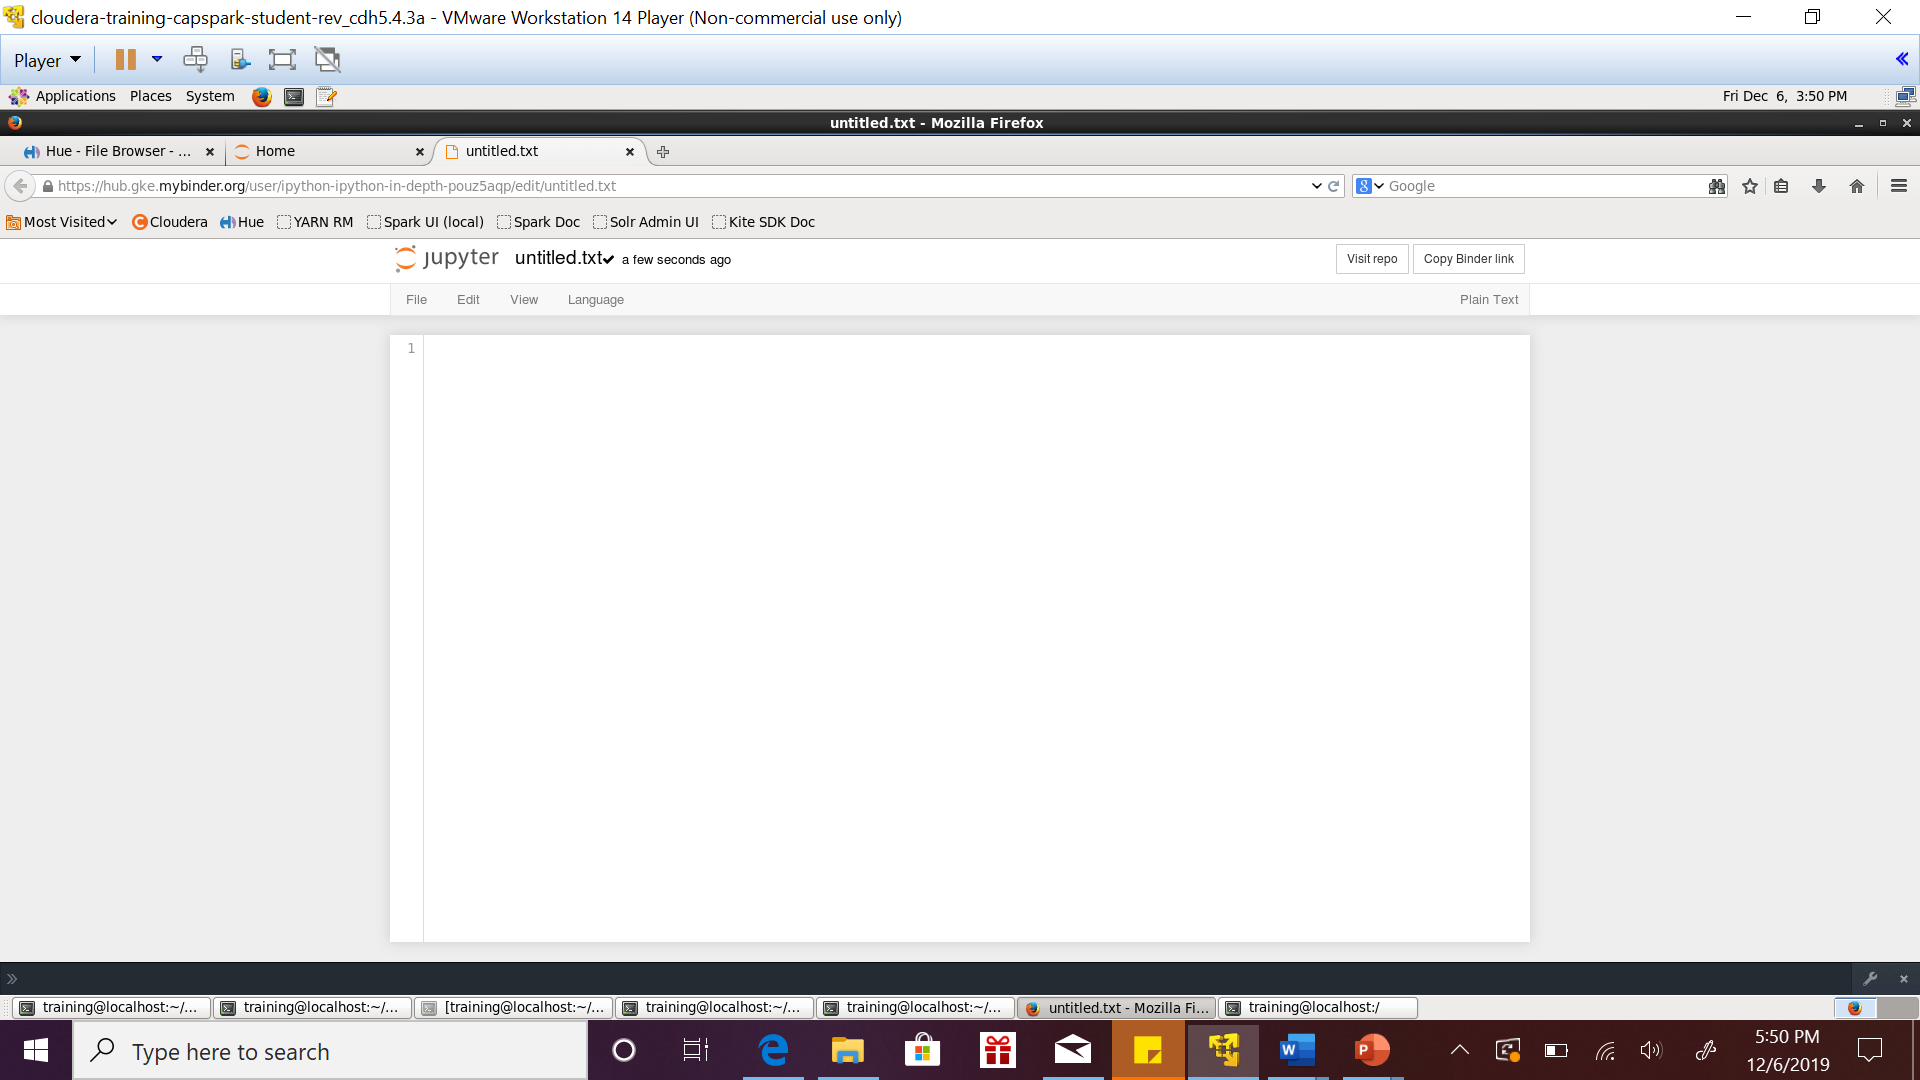 cloudera-training-capspark-student-rev_cdh5.4.3a - VMware Workstation 14 Player (Non-commercial use only)
Player
Applications Places System Fri Dec 6, 3:50 PM
untitled.txt - Mozilla Firefox
Hue - File Browser - ... Home untitled.txt
https://hub.gke.mybinder.org/user/ipython-ipython-in-depth-pouz5aqp/edit/untitled.txt Google
Most Visited Cloudera Hue YARN RM Spark UI (local) Spark Doc Solr Admin UI Kite SDK Doc
jupyter untitled.txt a few seconds ago Visit repo Copy Binder link
File Edit View Language Plain Text
1
training@localhost:~/... training@localhost:~/... [training@localhost:~/... training@localhost:~/... training@localhost:~/... untitled.txt - Mozilla Fi... training@localhost:/
Type here to search 5:50 PM
12/6/2019